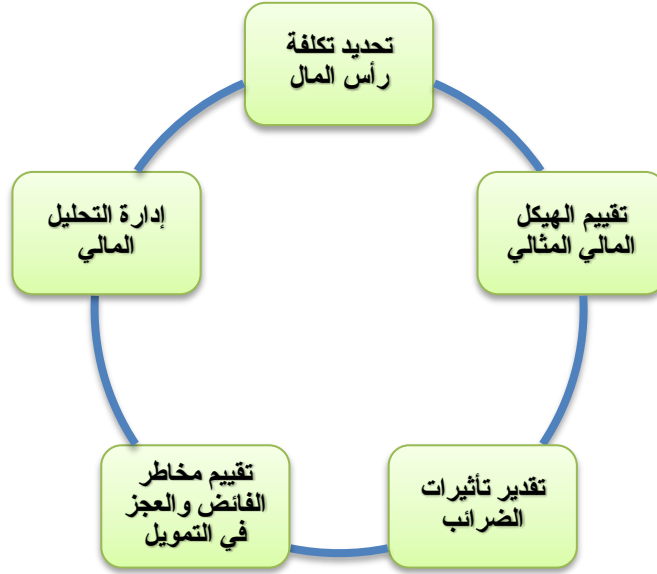 تحديد تكلفة
رأس المال
تقييم الهيكل
المالي المثالي
تقدير تأثيرات
الضرائب
تقييم مخاطر
الفائض والعجز
في التمويل
إدارة التحليل
المالي